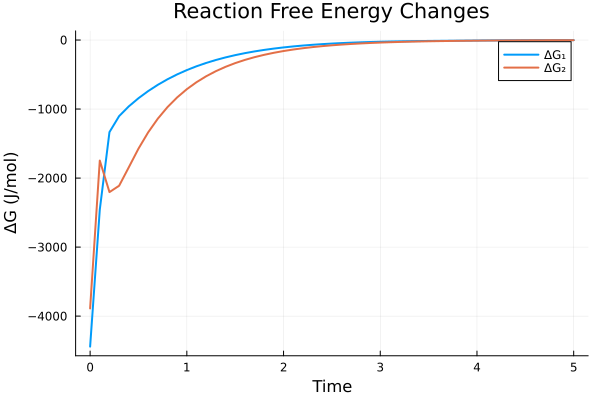 Reaction Free Energy Changes
ΔG (J/mol)
0
−1000
−2000
−3000
−4000
ΔG₁
ΔG₂
0 1 2 3 4 5
Time